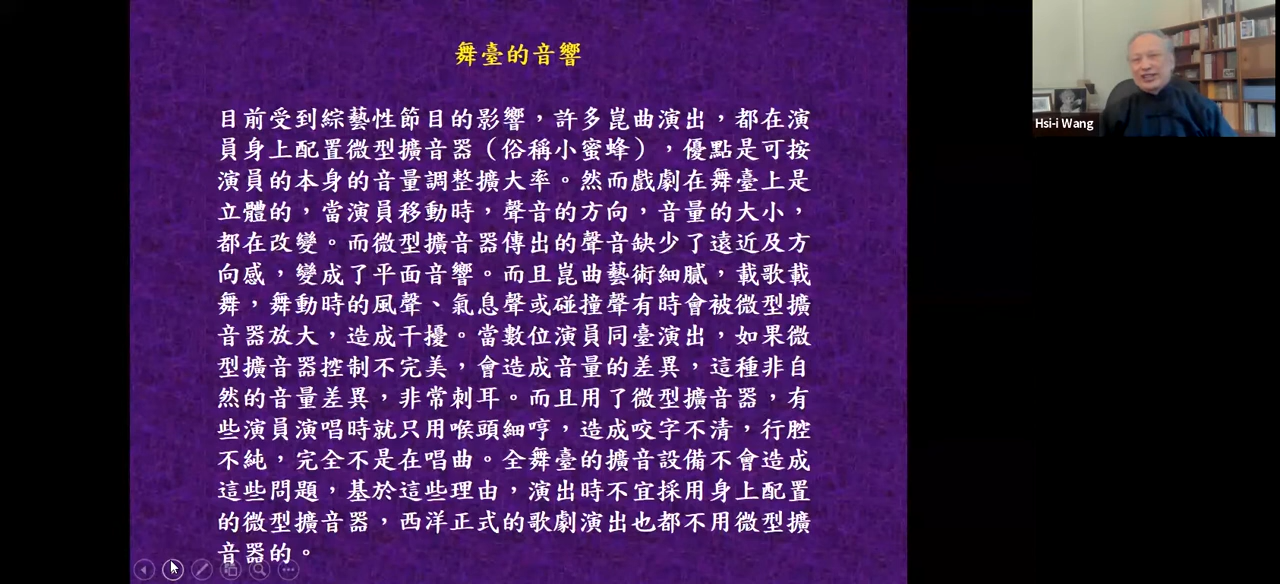 舞臺的音響
目前受到綜藝性節目的影響，許多崑曲演出，都在演
員身上配置微型擴音器（俗稱小蜜蜂），優點是可按
演員的本身的音量調整擴大率。然而戲劇在舞臺上是
立體的，當演員移動時，聲音的方向，音量的大小，
都在改變。而微型擴音器傳出的聲音缺少了遠近及方
向感，變成了平面音響。而且崑曲藝術細膩，載歌載
舞，舞動時的風聲、氣息聲或碰撞聲有時會被微型擴
音器放大，造成干擾。當數位演員同臺演出，如果微
型擴音器控制不完美，會造成音量的差異，這種非自
然的音量差異，非常刺耳。而且用了微型擴音器，有
些演員演唱時就只用喉頭細哼，造成咬字不清，行腔
不純，完全不是在唱曲。全舞臺的擴音設備不會造成
這些問題，基於這些理由，演出時不宜採用身上配置
的微型擴音器，西洋正式的歌劇演出也都不用微型擴
音器的。
Hsi-i Wang